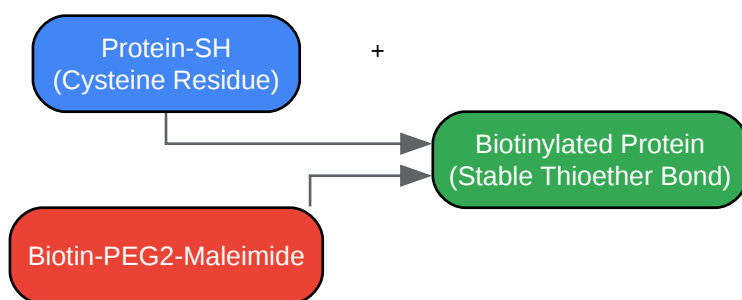 Protein-SH
(Cysteine Residue)
+
Biotinylated Protein
(Stable Thioether Bond)
Biotin-PEG2-Maleimide